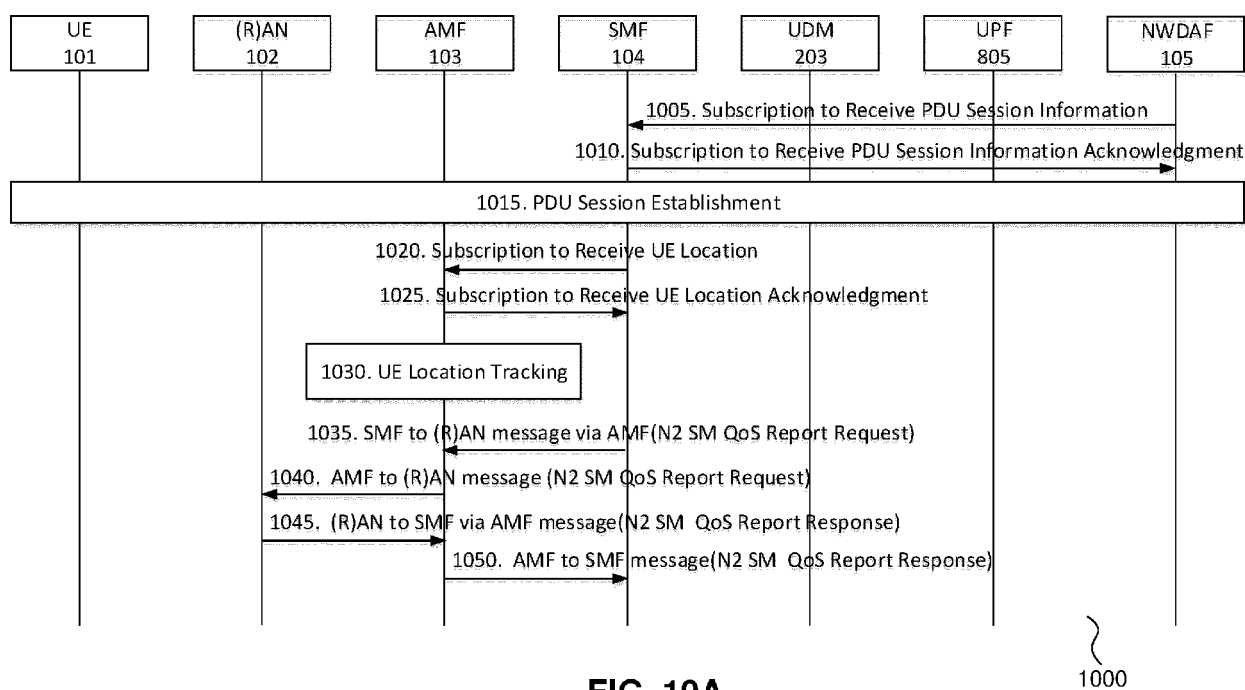 UE
101
(R)AN
102
AMF
103
SMF
104
UDM
203
UPF
805
NWDAF
105
1005. Subscription to Receive PDU Session Information
1010. Subscription to Receive PDU Session Information Acknowledgment
1015. PDU Session Establishment
1020. Subscription to Receive UE Location
1025. Subscription to Receive UE Location Acknowledgment
1030. UE Location Tracking
1035. SMF to (R)AN message via AMF(N2 SM QoS Report Request)
1040. AMF to (R)AN message (N2 SM QoS Report Request)
1045. (R)AN to SMF via AMF message(N2 SM QoS Report Response)
1050. AMF to SMF message(N2 SM QoS Report Response)
1000
FIG. 10A